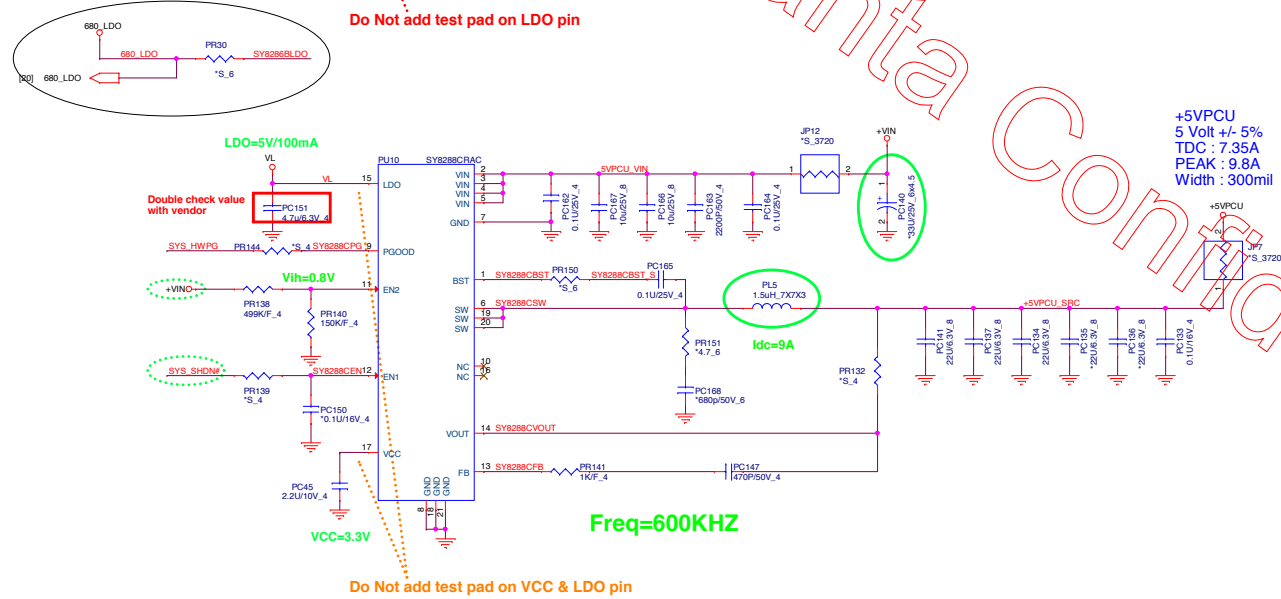 Do Not add test pad on LDO pin
680_LDO
680_LDO
PR30
SY8286BLDO
*S_6
[20] 680_LDO
anta Confid
+5VPCU
5 Volt +/- 5%
TDC : 7.35A
PEAK : 9.8A
Width : 300mil
LDO=5V/100mA
VL
VL
15
Double check value
with vendor
PC151
4.7u/6.3V_4
SYS_HWPG
PR144
*S_4
SY8288CPG
9
Vih=0.8V
+VIN
PR138
499K/F_4
11
PR140
150K/F_4
SYS_SHDN#
PR139
*S_4
SY8288CEN
12
PC150
*0.1U/16V_4
17
PC45
2.2U/10V_4
VCC=3.3V
PU10
SY8288CRAC
LDO
PGOOD
EN2
EN1
VCC
VIN
VIN
VIN
VIN
GND
BST
SW
SW
SW
NC
NC
VOUT
FB
GND
GND
GND
2
3
4
5
7
1
6
19
20
10
16
14
13
8
18
21
5VPCU_VIN
PC162
0.1U/25V_4
PC167
10u/25V_8
PC166
10u/25V_8
PC163
2200P/50V_4
PC164
0.1U/25V_4
JP12
*S_3720
1
2
+VIN
1
+
2
PC140
*33U/25V_6x4.5
SY8288CBST
PR150
*S_6
SY8288CBST_S
PC165
0.1U/25V_4
SY8288CSW
PL5
1.5uH_7X7X3
Idc=9A
PR151
*4.7_6
PC168
*680p/50V_6
+5VPCU
2
JP7
*S_3720
1
+5VPCU_SRC
PC141
22U/6.3V_8
PC137
22U/6.3V_8
PC134
22U/6.3V_8
PC135
*22U/6.3V_8
PC136
*22U/6.3V_8
PC133
0.1U/16V_4
PR132
*S_4
SY8288CVOUT
SY8288CFB
PR141
1K/F_4
PC147
470P/50V_4
Freq=600KHZ
Do Not add test pad on VCC & LDO pin